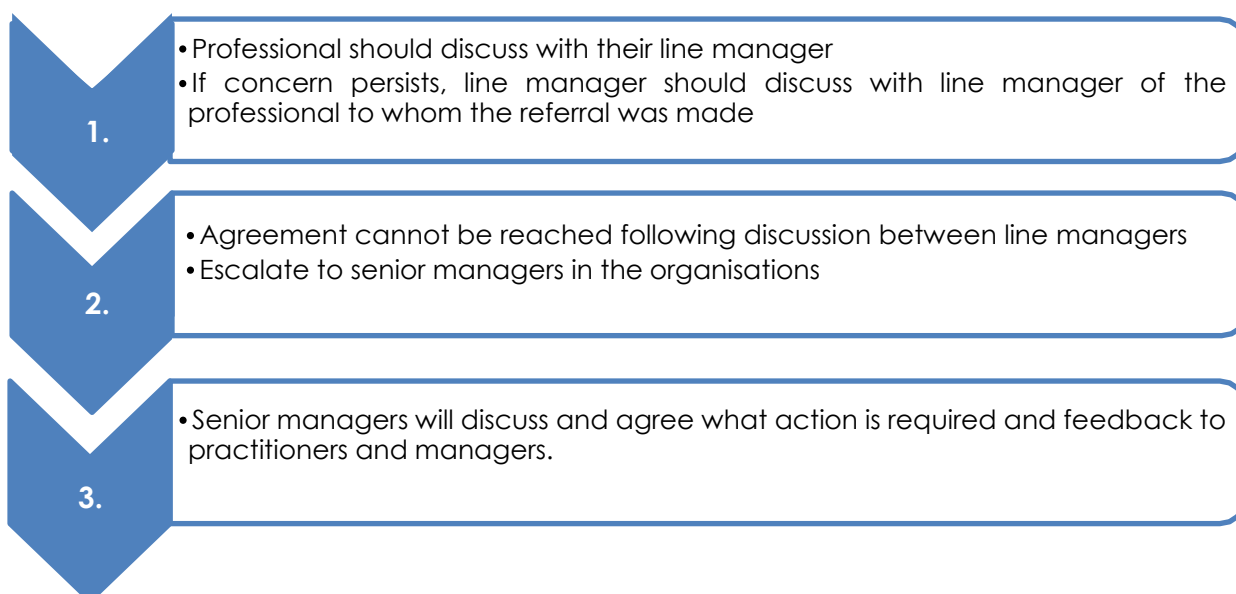 1.
•Professional should discuss with their line manager
•If concern persists, line manager should discuss with line manager of the
professional to whom the referral was made
2.
•Agreement cannot be reached following discussion between line managers
•Escalate to senior managers in the organisations
3.
•Senior managers will discuss and agree what action is required and feedback to
practitioners and managers.